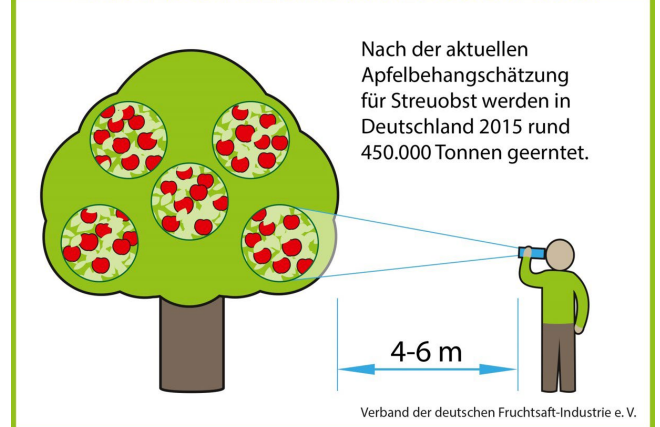 Nach der aktuellen
Apfelbehangschätzung
für Streuobst werden in
Deutschland 2015 rund
450.000 Tonnen geerntet.
4-6 m
Verband der deutschen Fruchtsaft-Industrie e. V.